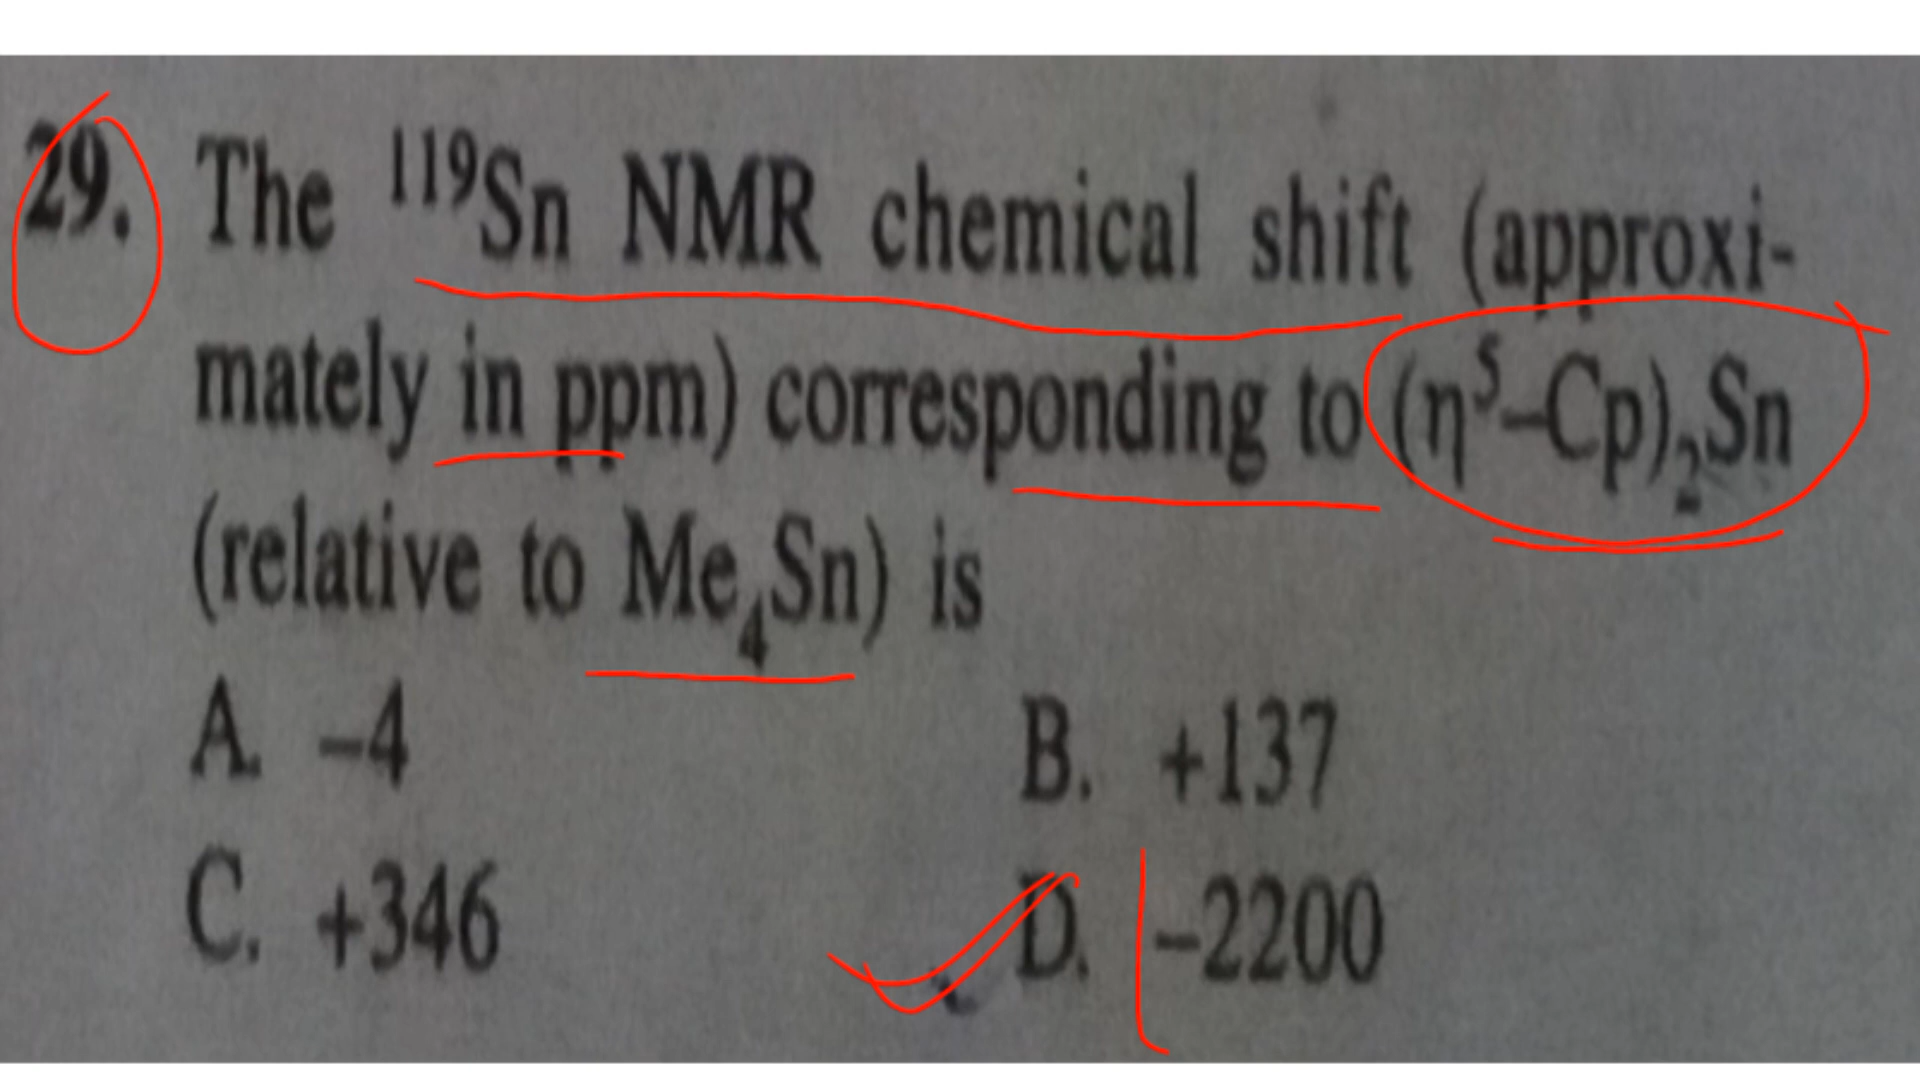 29. The ¹¹⁹Sn NMR chemical shift (approxi-
mately in ppm) corresponding to (η⁵–Cp)₂Sn
(relative to Me₄Sn) is
A. –4 B. +137
C. +346 D. –2200